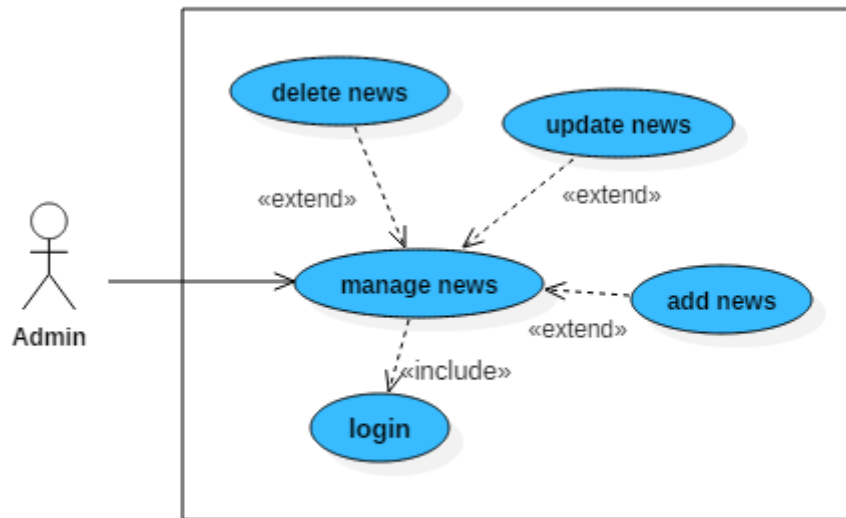 delete news
update news
«extend»
«extend»
manage news
add news
«extend»
Admin
«include»
login